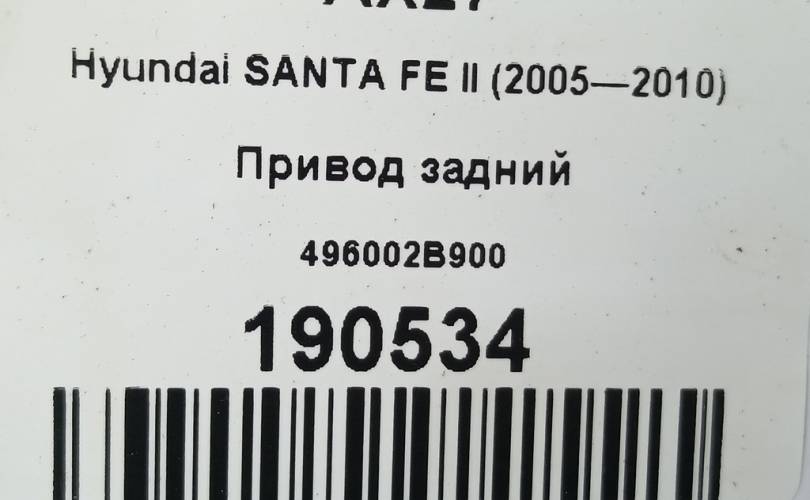 Hyundai SANTA FE II (2005—2010)
Привод задний
496002B900
190534